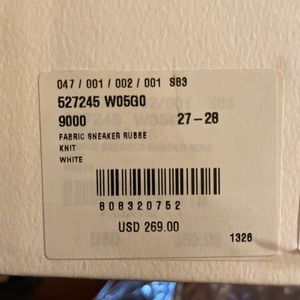 047 / 001 / 002 / 001 S83
527245 W05G0
9000 27-28
FABRIC SNEAKER RUBBE
KNIT
WHITE
808320752
USD 269.00
1326